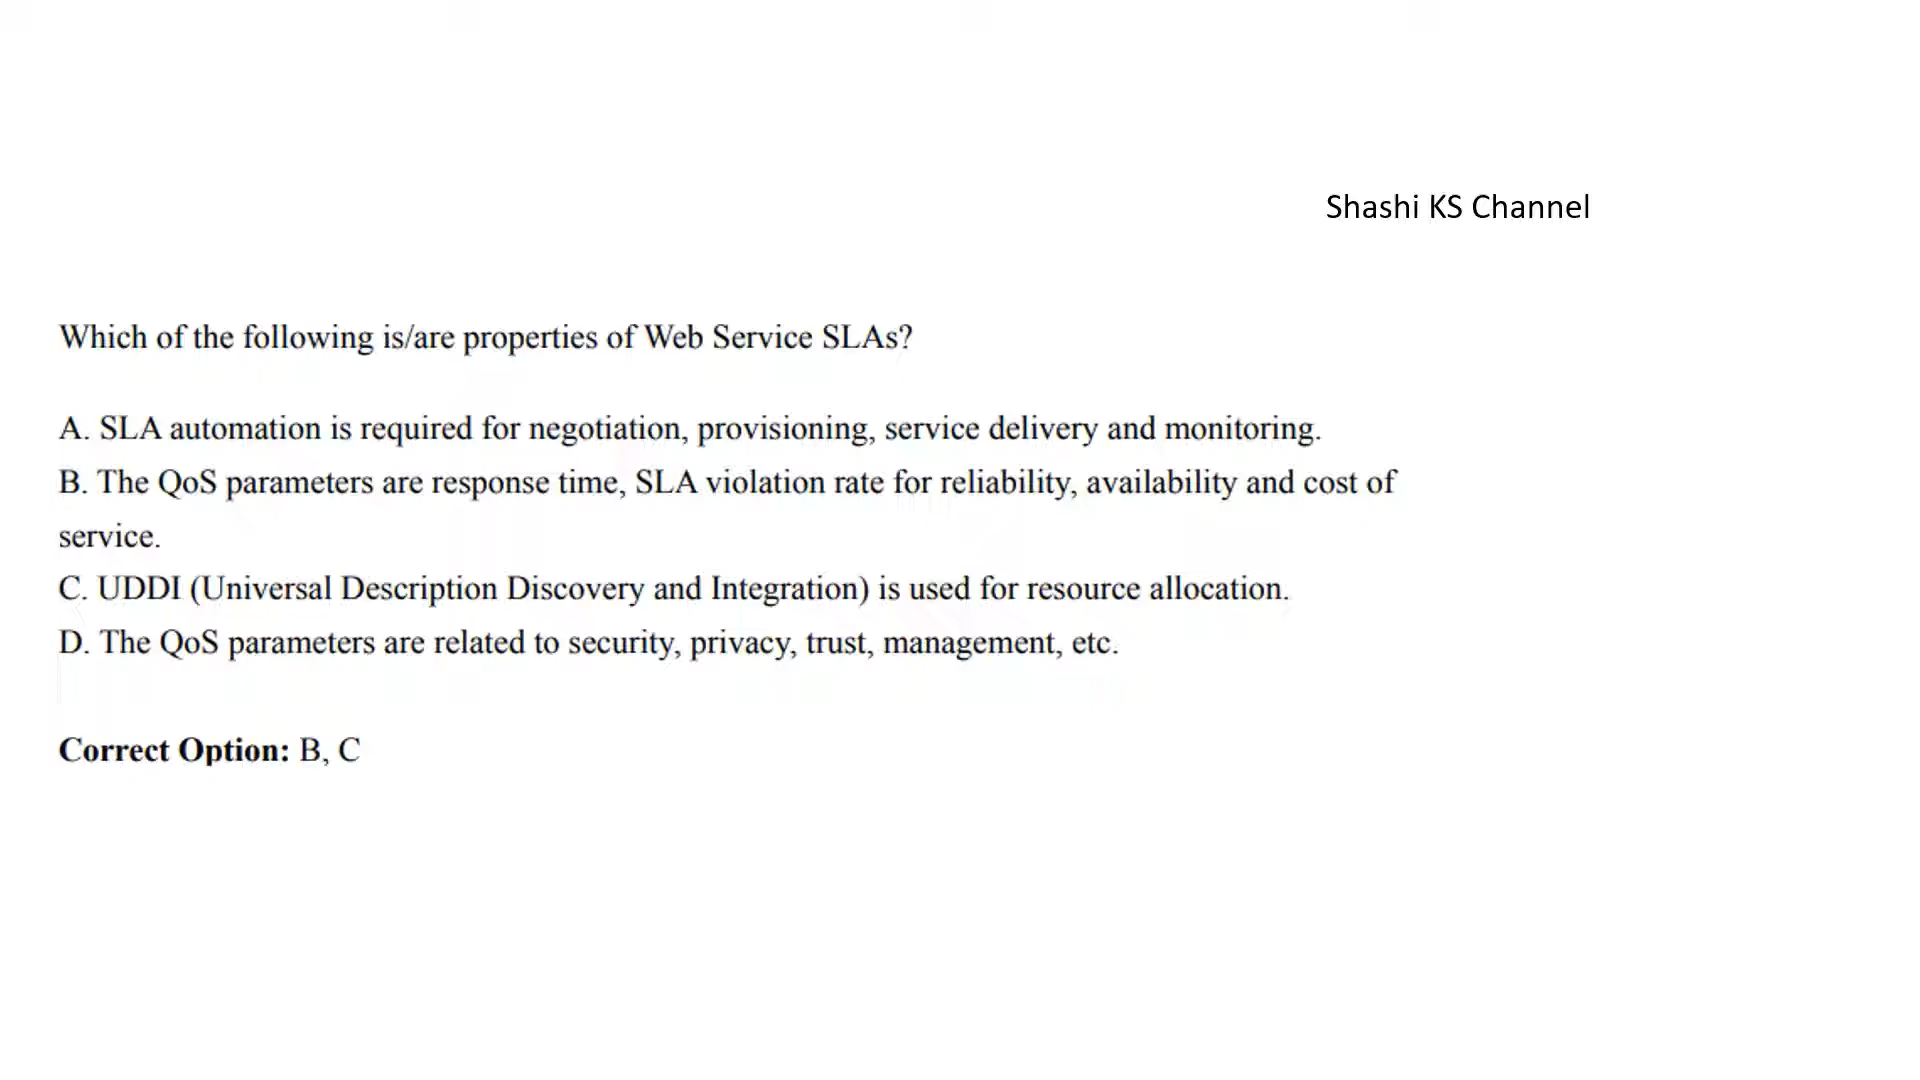 Shashi KS Channel
Which of the following is/are properties of Web Service SLAs?
A. SLA automation is required for negotiation, provisioning, service delivery and monitoring.
B. The QoS parameters are response time, SLA violation rate for reliability, availability and cost of
service.
C. UDDI (Universal Description Discovery and Integration) is used for resource allocation.
D. The QoS parameters are related to security, privacy, trust, management, etc.
Correct Option: B, C